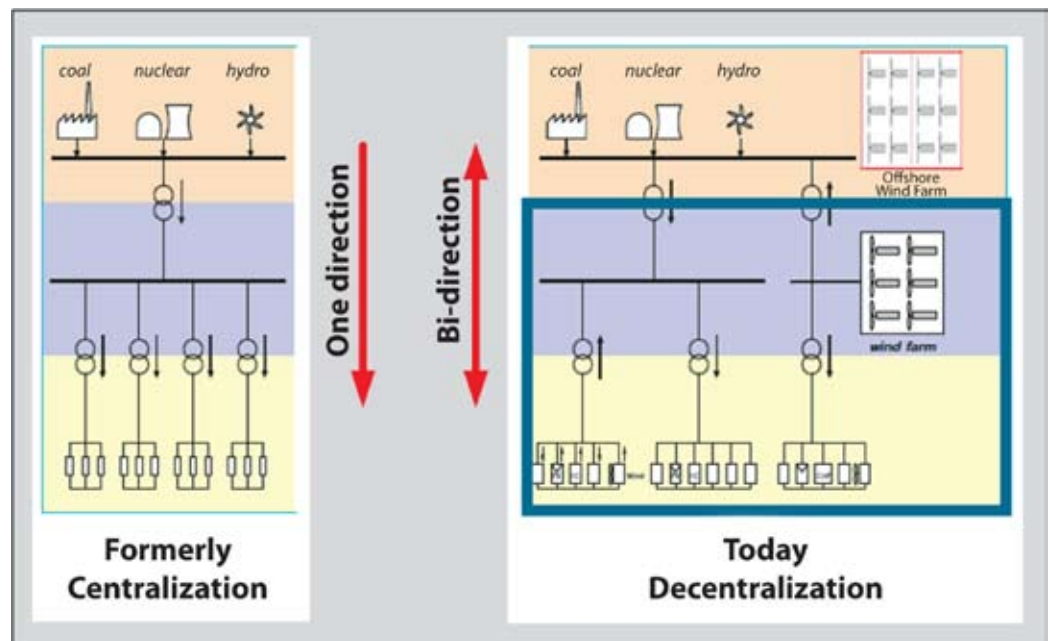 coal nuclear hydro
One direction
Formerly
Centralization
Bi-direction
coal nuclear hydro
Offshore
Wind Farm
wind farm
Wind
Today
Decentralization